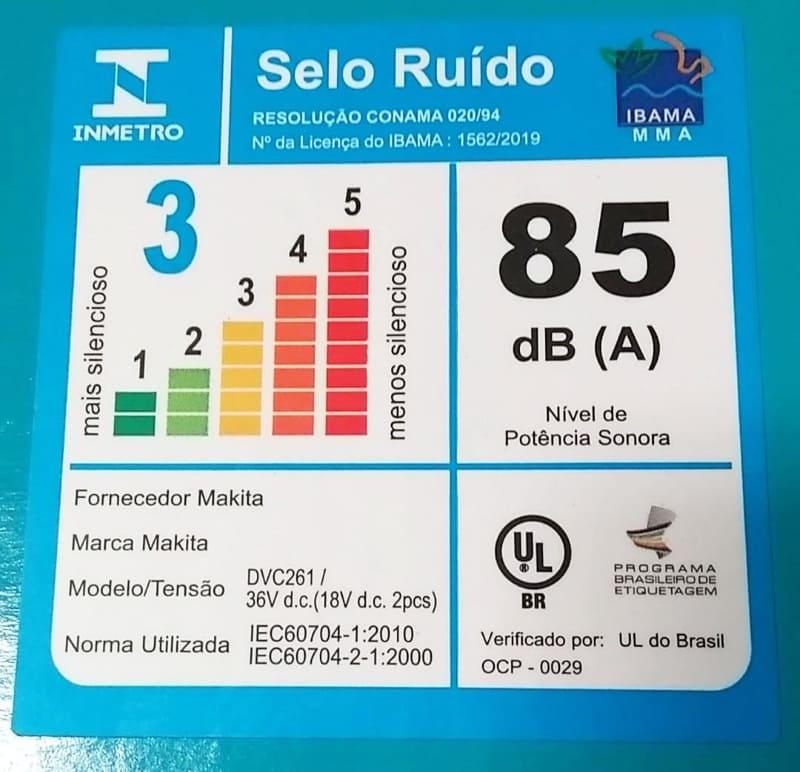 INMETRO
Selo Ruído
RESOLUÇÃO CONAMA 020/94
Nº da Licença do IBAMA : 1562/2019
IBAMA
M M A
3
mais silencioso
1
2
3
4
5
menos silencioso
85
dB (A)
Nível de
Potência Sonora
Fornecedor Makita
Marca Makita
Modelo/Tensão DVC261 /
36V d.c.(18V d.c. 2pcs)
Norma Utilizada IEC60704-1:2010
IEC60704-2-1:2000
UL
®
BR
PROGRAMA
BRASILEIRO DE
ETIQUETAGEM
Verificado por: UL do Brasil
OCP - 0029